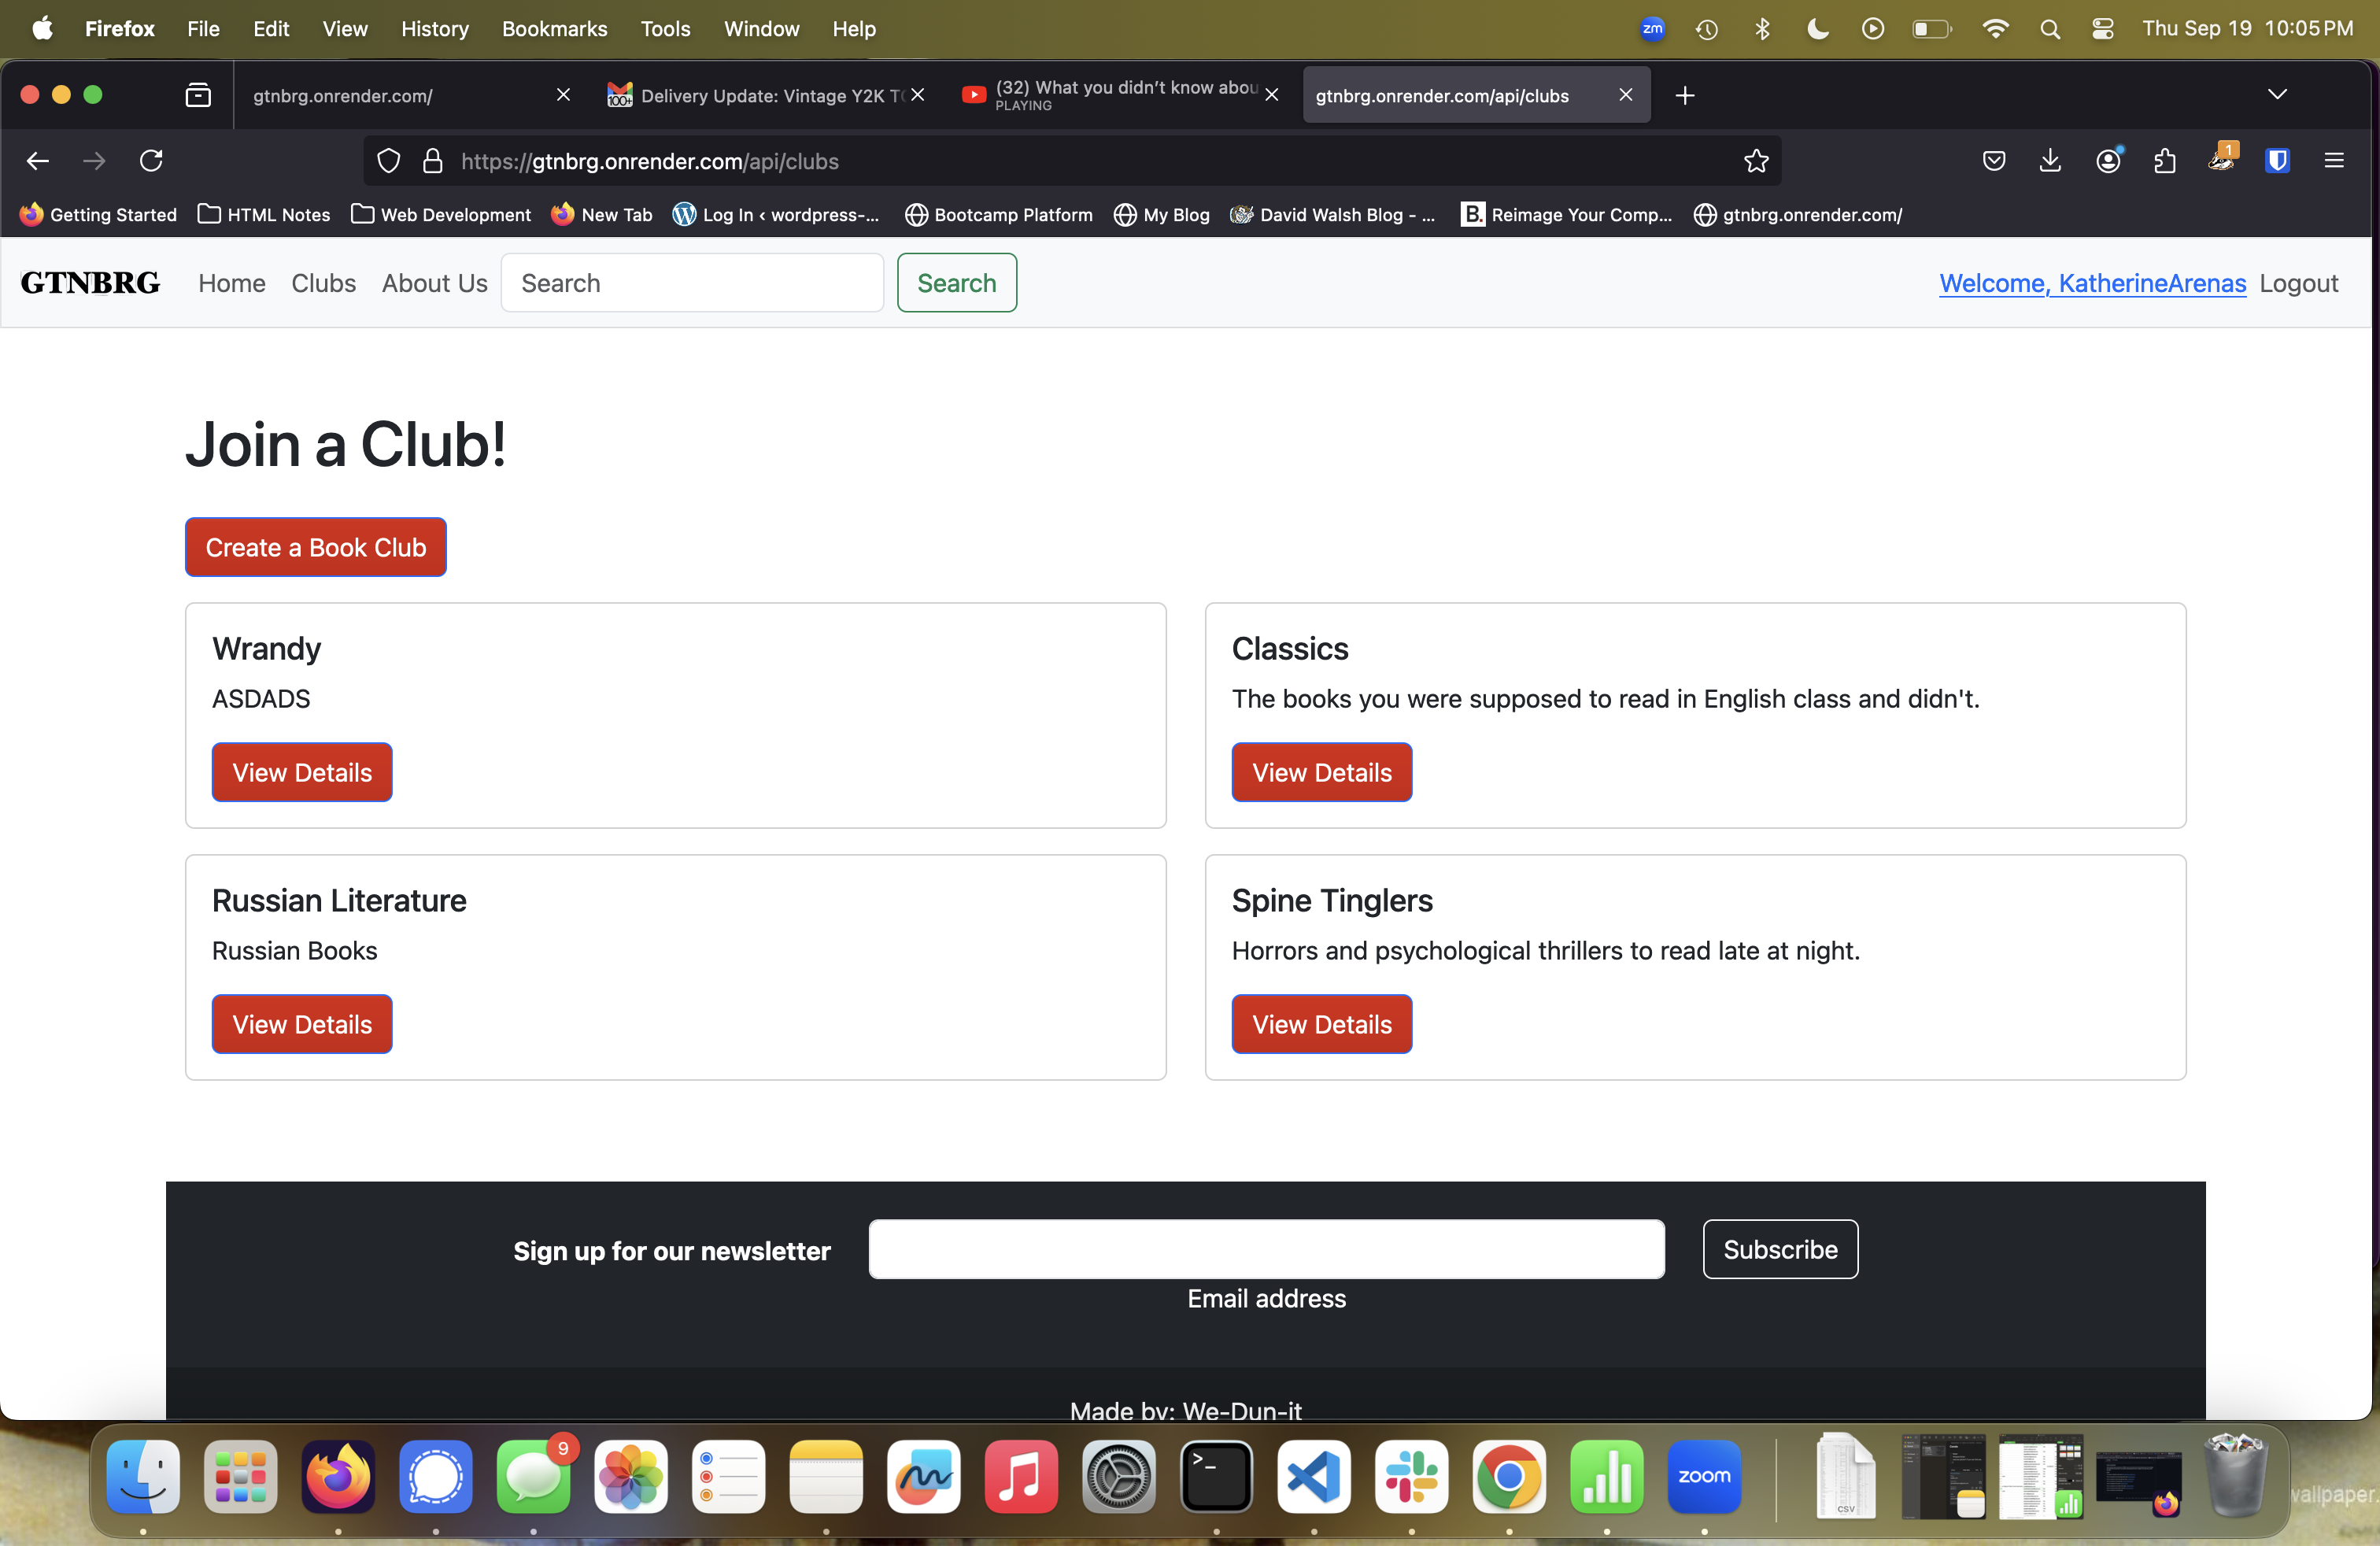 Firefox File Edit View History Bookmarks Tools Window Help zm Thu Sep 19 10:05 PM
gtnbrg.onrender.com/ 100+ Delivery Update: Vintage Y2K (32) What you didn't know abou gtnbrg.onrender.com/api/clubs
PLAYING
https://gtnbrg.onrender.com/api/clubs 1
Getting Started HTML Notes Web Development New Tab Log In ‹ wordpress-... Bootcamp Platform My Blog David Walsh Blog - ... B. Reimage Your Comp... gtnbrg.onrender.com/
GTNBRG Home Clubs About Us Search Search Welcome, KatherineArenas Logout
Join a Club!
Create a Book Club
Wrandy
ASDADS
View Details
Classics
The books you were supposed to read in English class and didn't.
View Details
Russian Literature
Russian Books
View Details
Spine Tinglers
Horrors and psychological thrillers to read late at night.
View Details
Sign up for our newsletter Subscribe
Email address
Made by: We-Dun-it
9
zoom
CSV
wallpaper.